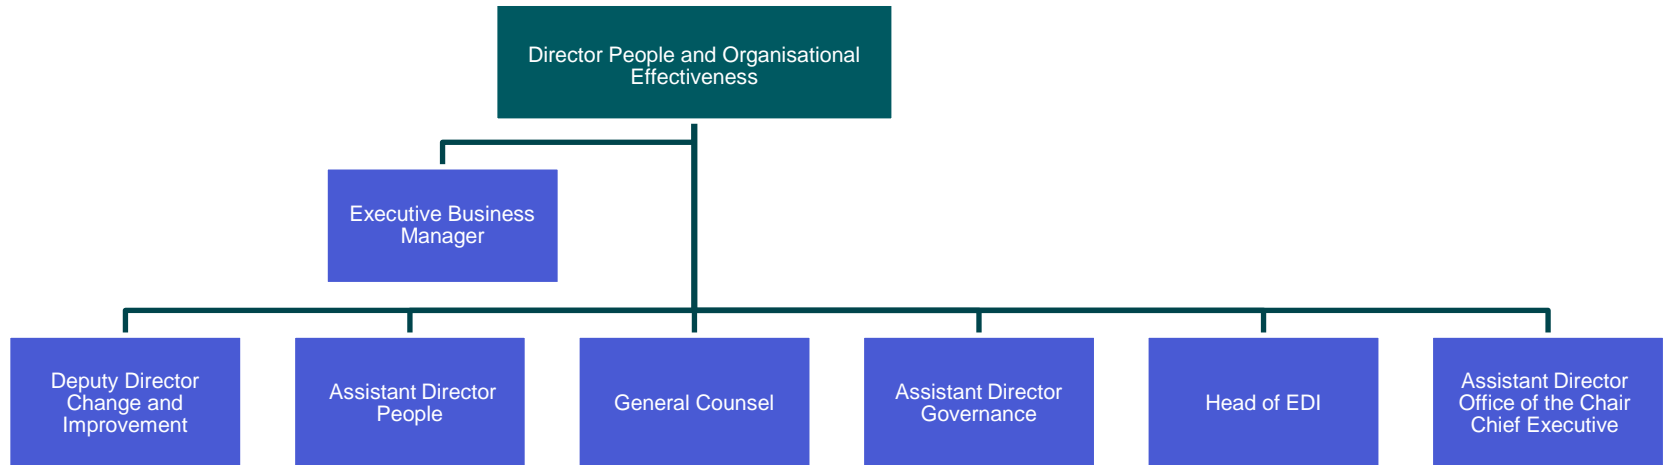 Director People and Organisational
Effectiveness
Executive Business
Manager
Deputy Director
Change and
Improvement
Assistant Director
People
General Counsel
Assistant Director
Governance
Head of EDI
Assistant Director
Office of the Chair
Chief Executive